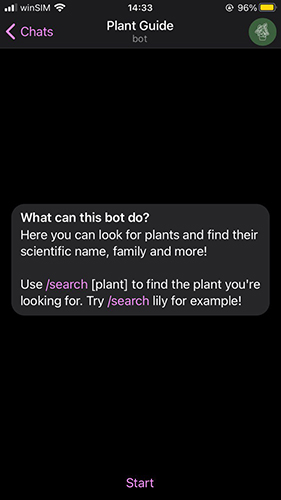 winSIM 14:33 96%
Chats Plant Guide
bot
What can this bot do?
Here you can look for plants and find their
scientific name, family and more!
Use /search [plant] to find the plant you're
looking for. Try /search lily for example!
Start